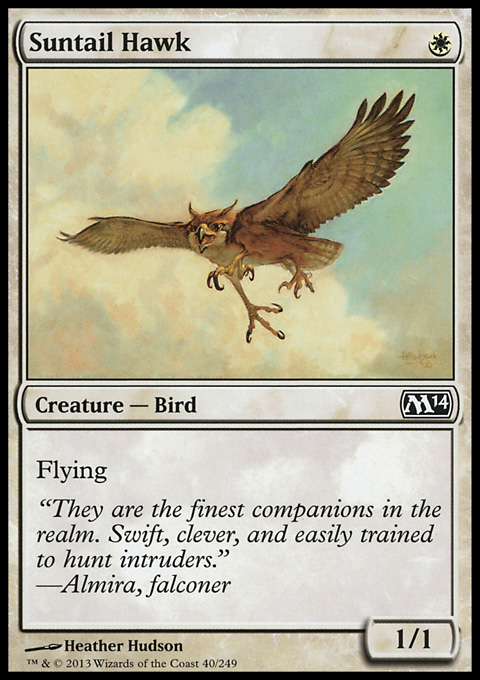 Suntail Hawk
Creature — Bird
M14
Flying
“They are the finest companions in the
realm. Swift, clever, and easily trained
to hunt intruders.”
—Almira, falconer
Heather Hudson
1/1
™ & © 2013 Wizards of the Coast 40/249